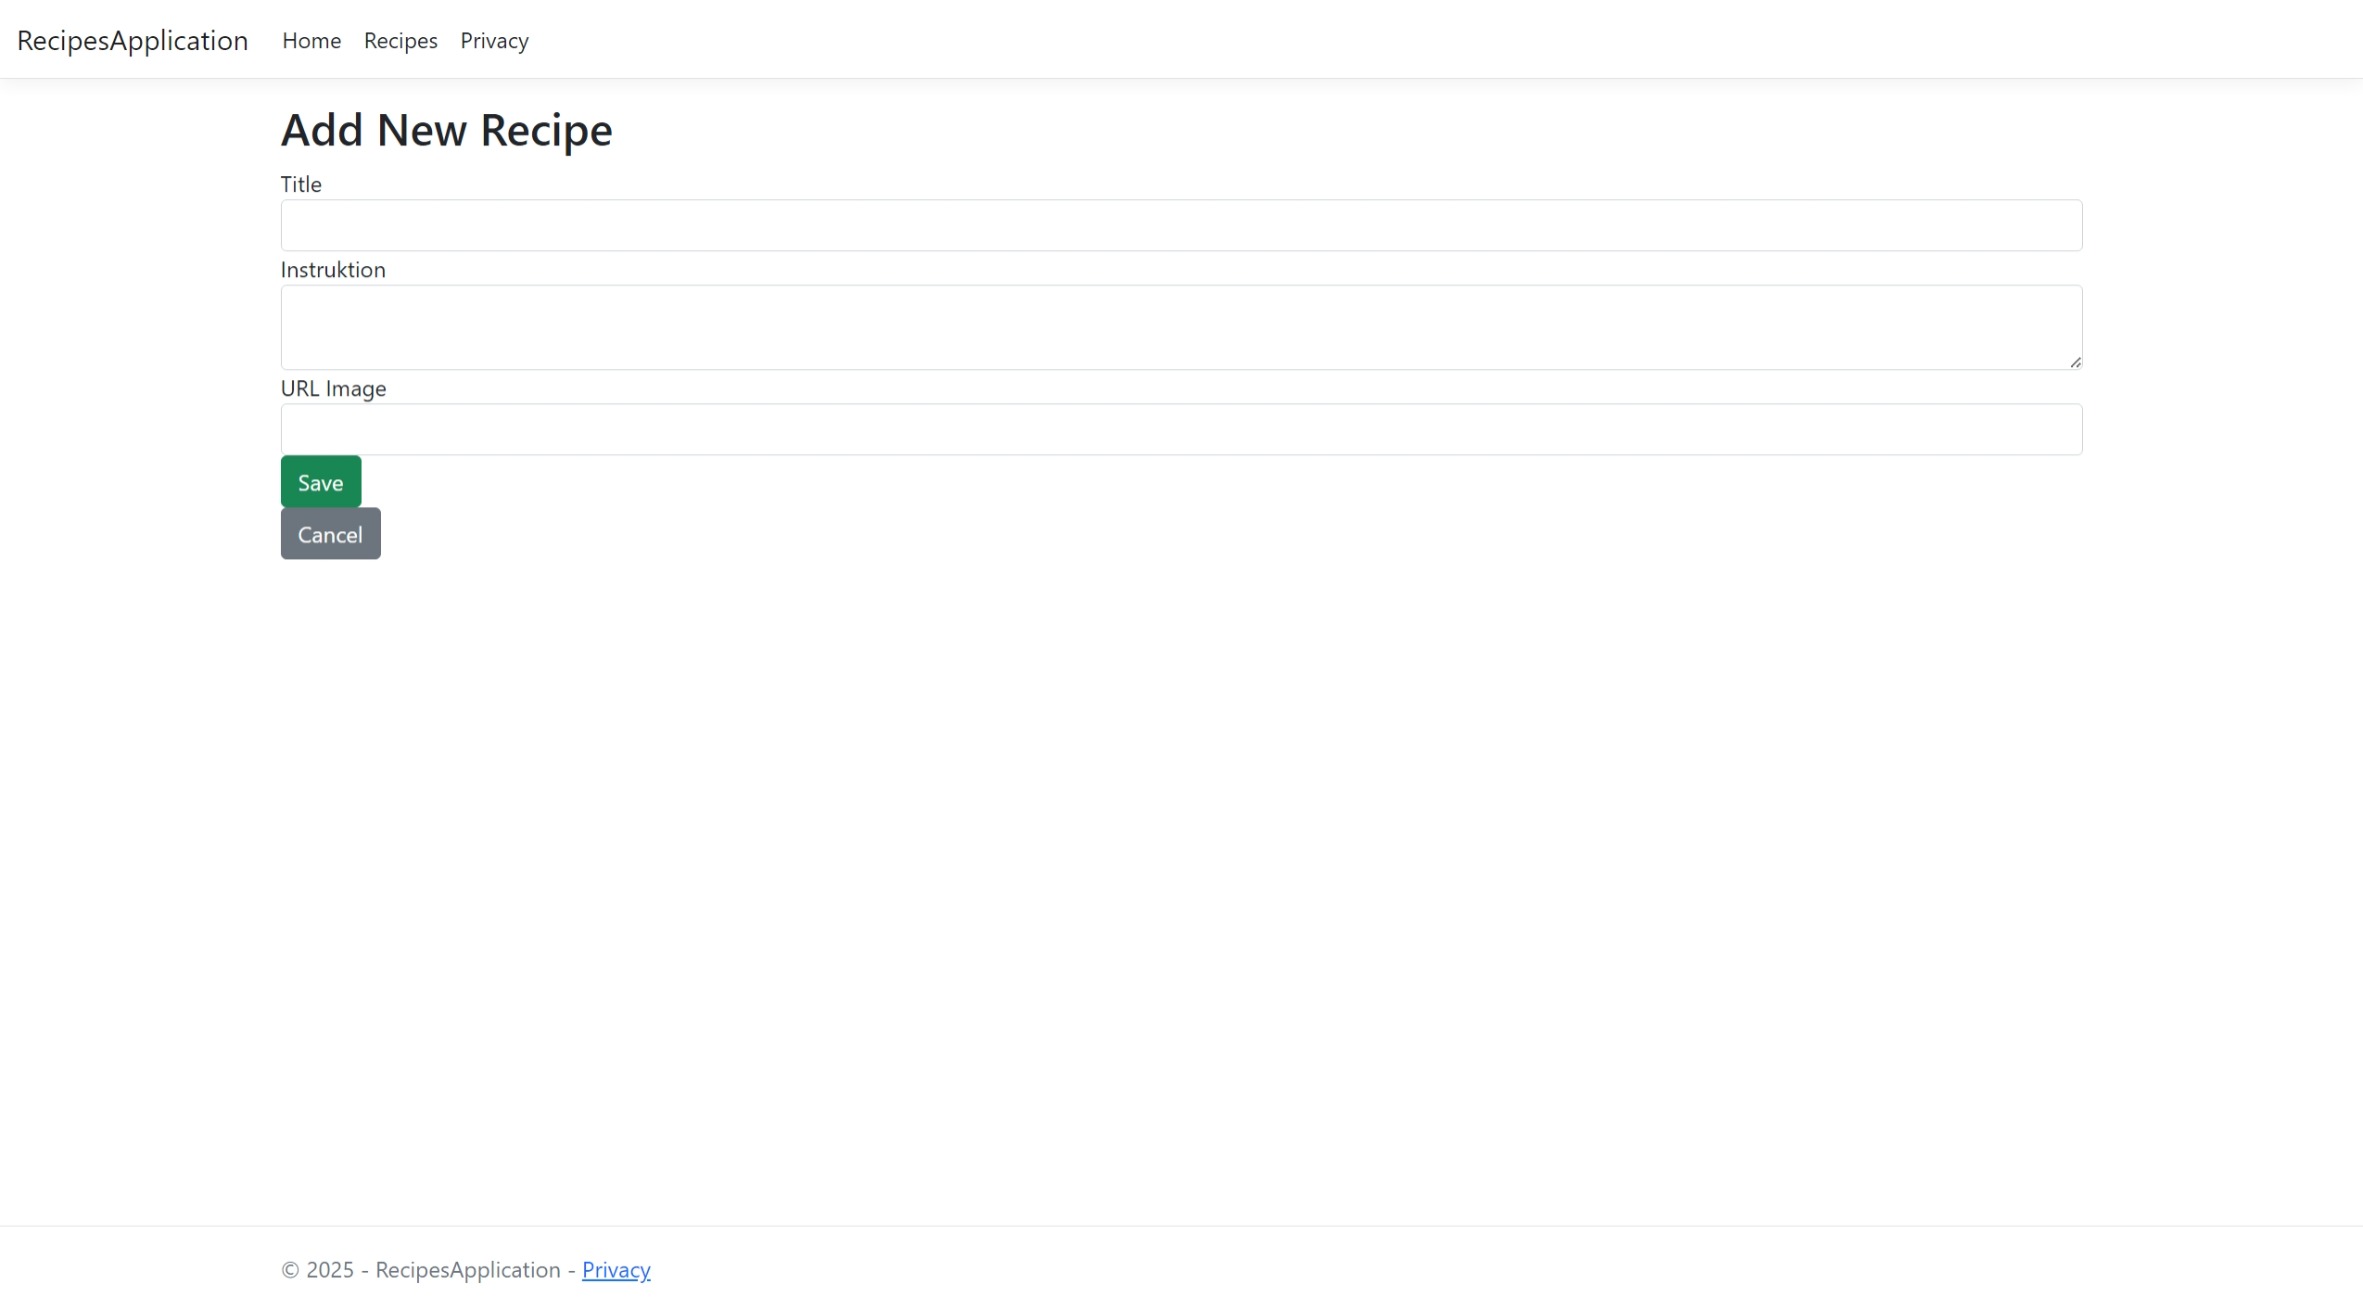 RecipesApplication Home Recipes Privacy
Add New Recipe
Title
Instruktion
URL Image
Save
Cancel
© 2025 - RecipesApplication - Privacy